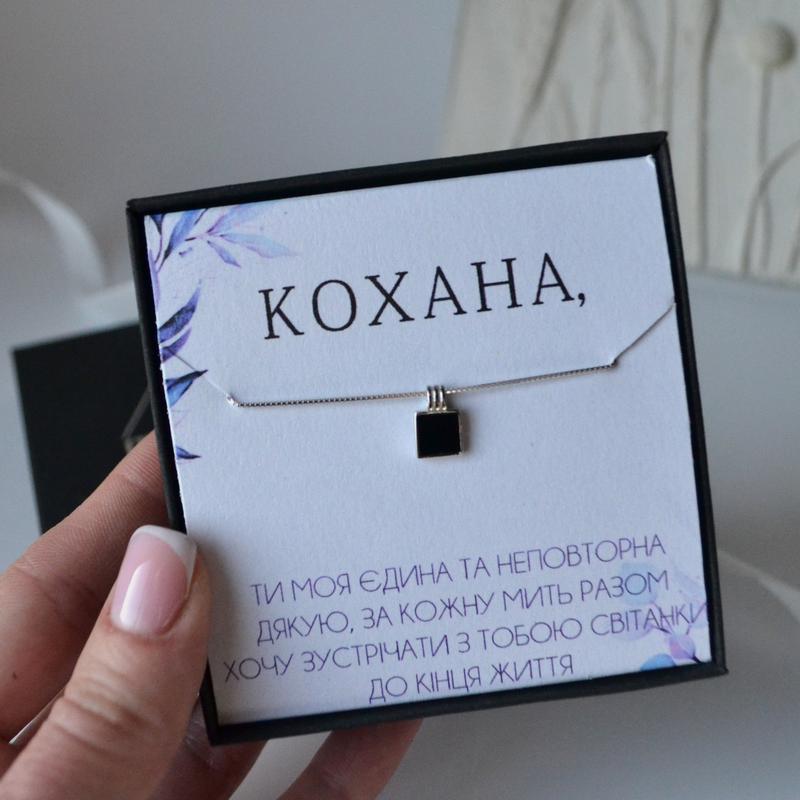 КОХАНА,
ТИ МОЯ ЄДИНА ТА НЕПОВТОРНА
ДЯКУЮ, ЗА КОЖНУ МИТЬ РАЗОМ
ХОЧУ ЗУСТРІЧАТИ З ТОБОЮ СВІТАНКИ
ДО КІНЦЯ ЖИТТЯ